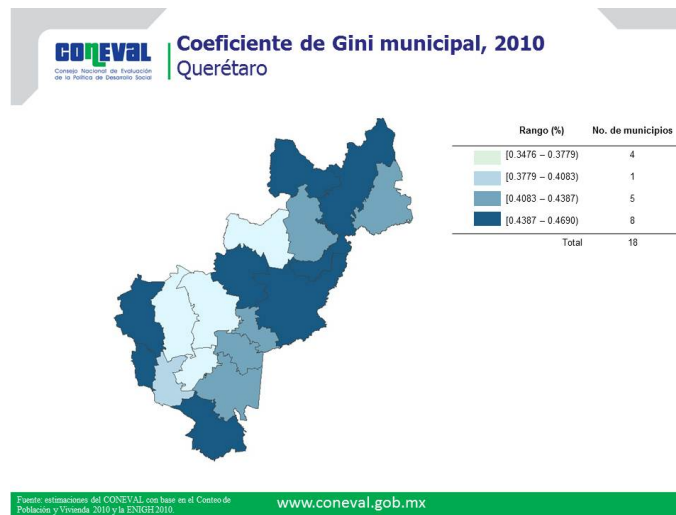 CONEVAL
Consejo Nacional de Evaluación
de la Política de Desarrollo Social
Coeficiente de Gini municipal, 2010
Querétaro
Rango (%) No. de municipios
[0.3476 – 0.3779) 4
[0.3779 – 0.4083) 1
[0.4083 – 0.4387) 5
[0.4387 – 0.4690) 8
Total 18
Fuente: estimaciones del CONEVAL con base en el Conteo de
Población y Vivienda 2010 y la ENIGH 2010.
www.coneval.gob.mx